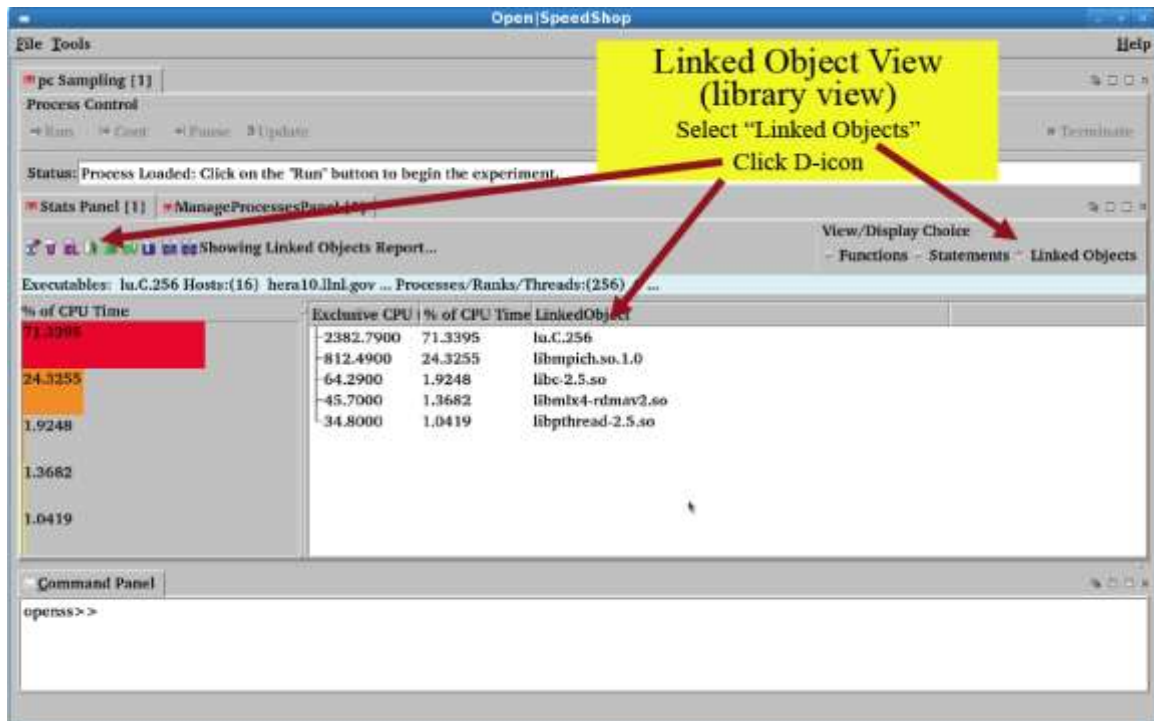 Open|SpeedShop
File Tools Help
Linked Object View
(library view)
Select “Linked Objects”
Click D-icon
pc Sampling [1]
Process Control
Run Cont Pause Update Terminate
Status: Process Loaded: Click on the "Run" button to begin the experiment.
Stats Panel [1] ManageProcessesPanel
Showing Linked Objects Report...
View/Display Choice
Functions Statements Linked Objects
Executables: lu.C.256 Hosts:(16) hera10.llnl.gov ... Processes/Ranks/Threads:(256) ...
% of CPU Time
71.3395
24.3255
1.9248
1.3682
1.0419
Exclusive CPU % of CPU Time LinkedObject
2382.7900 71.3395 lu.C.256
812.4900 24.3255 libmpich.so.1.0
64.2900 1.9248 libc-2.5.so
45.7000 1.3682 libmlx4-rdmav2.so
34.8000 1.0419 libpthread-2.5.so
Command Panel
openss>>